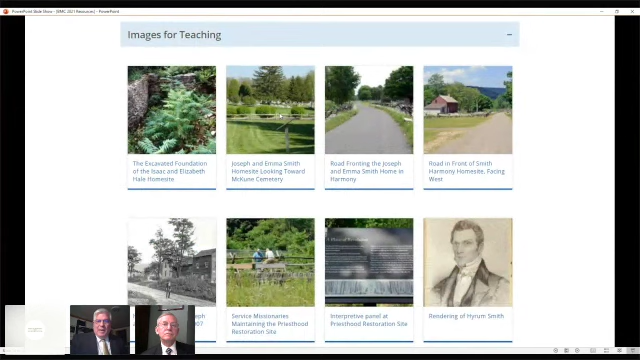 PowerPoint Slide Show - [BMC 2021 Resources] - PowerPoint
Images for Teaching
The Excavated Foundation
of the Isaac and Elizabeth
Hale Homesite
Joseph and Emma Smith
Homesite Looking Toward
McKune Cemetery
Road Fronting the Joseph
and Emma Smith Home in
Harmony
Road in Front of Smith
Harmony Homesite, Facing
West
Service Missionaries
Maintaining the Priesthood
Restoration Site
Interpretive panel at
Priesthood Restoration Site
Rendering of Hyrum Smith